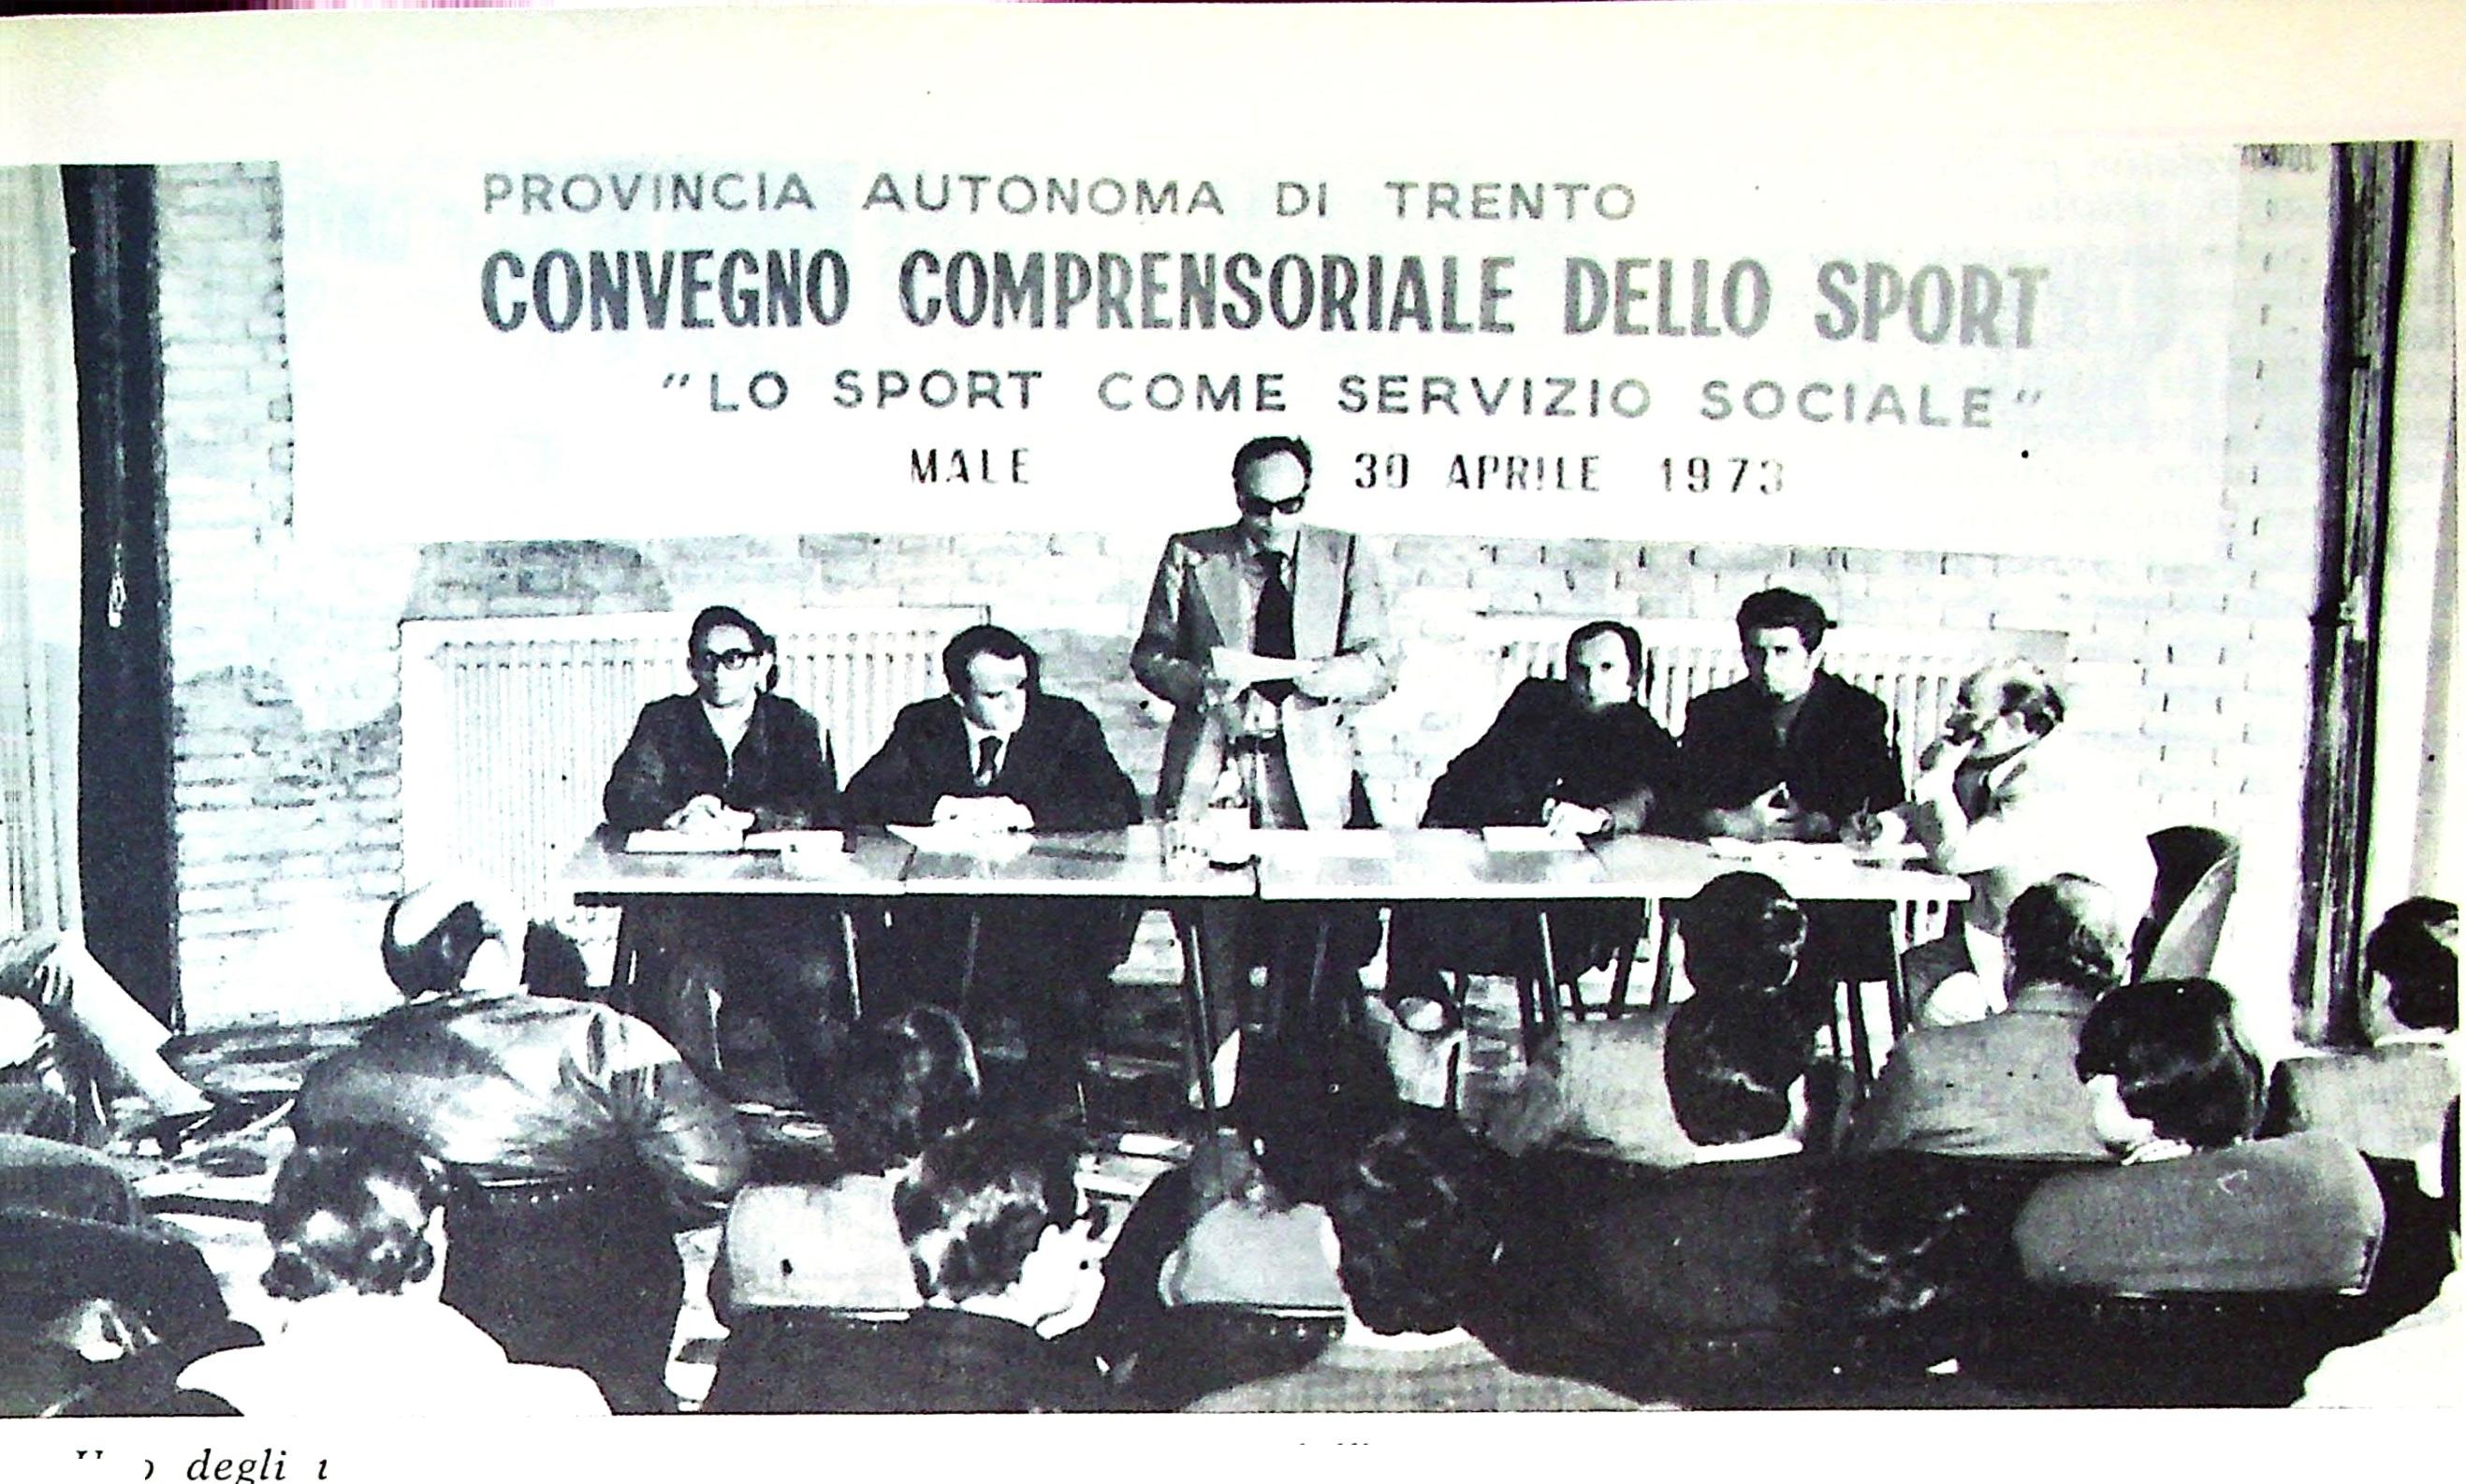 PROVINCIA AUTONOMA DI TRENTO
CONVEGNO COMPRENSORIALE DELLO SPORT
"LO SPORT COME SERVIZIO SOCIALE"
MALE 30 APRILE 1973
degli